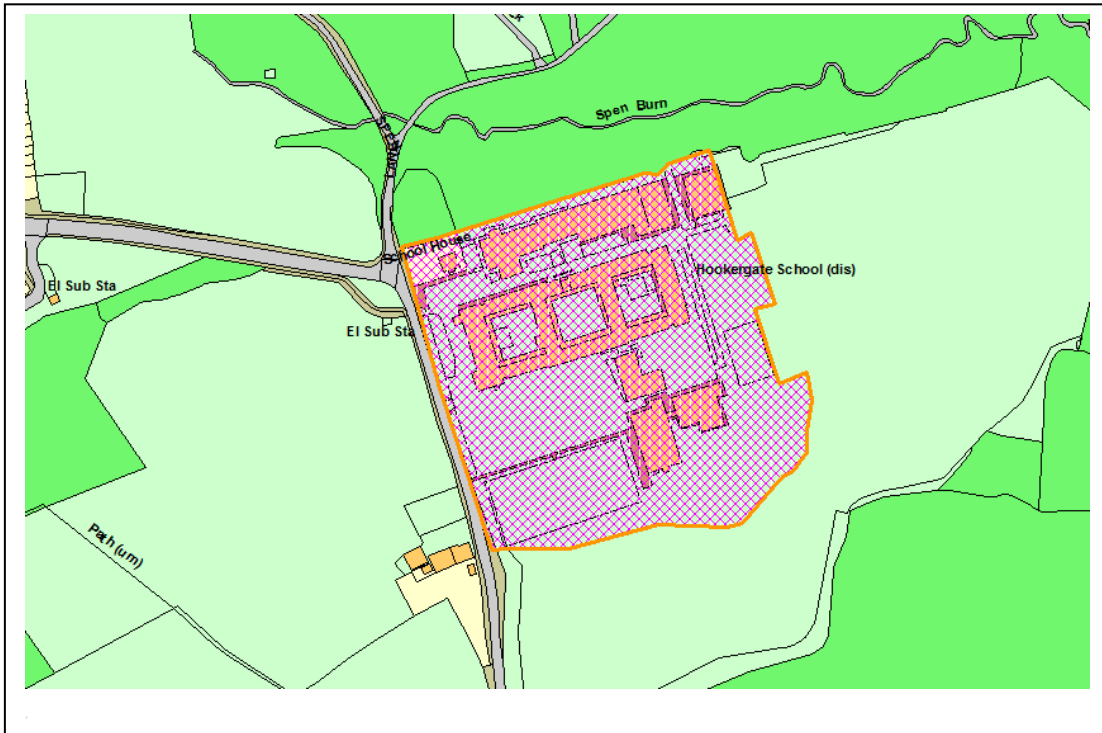 Spen Burn
School House
Hookergate School (dis)
El Sub Sta
El Sub Sta
Path (um)